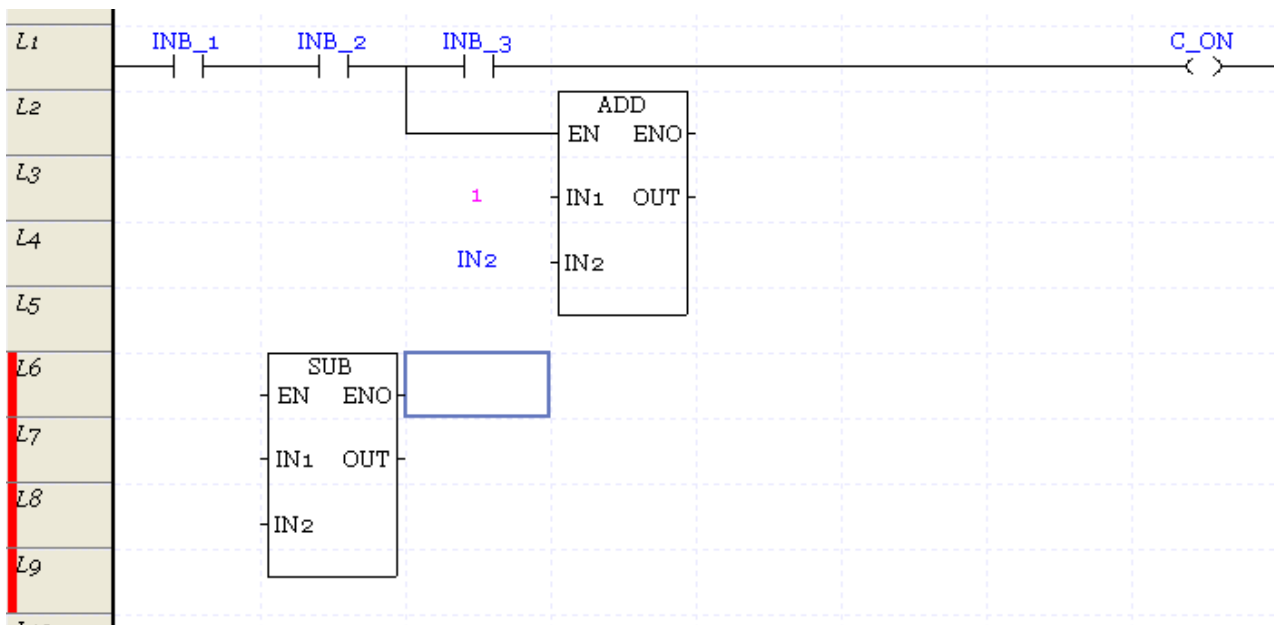 L1 INB_1 INB_2 INB_3 C_ON
L2 ADD
EN ENO
L3 1 IN1 OUT
L4 IN2 IN2
L5
L6 SUB
EN ENO
L7 IN1 OUT
L8 IN2
L9